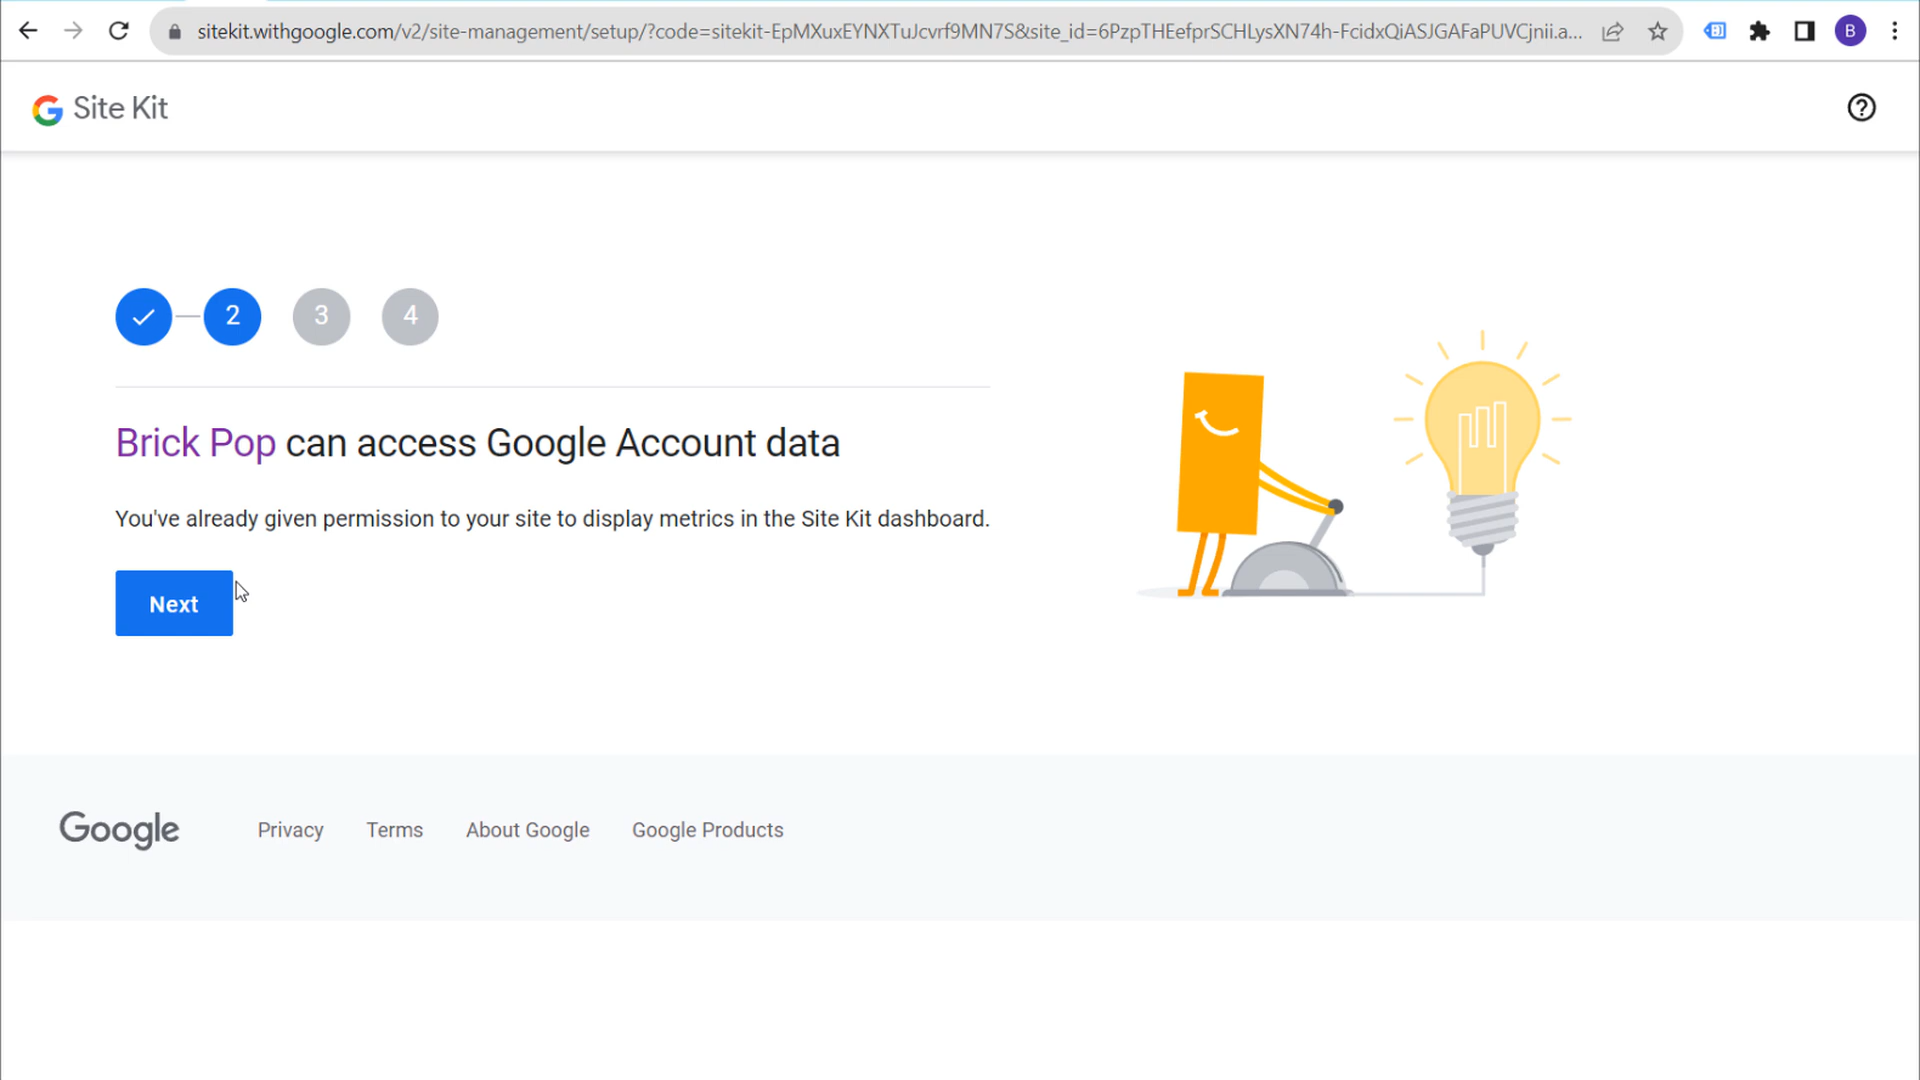 sitekit.withgoogle.com/v2/site-management/setup/?code=sitekit-EpMXuxEYNXTuJcvrf9MN7S&site_id=6PzpTHEefprSCHLysXN74h-FcidxQiASJGAFaPUVCjnii.a...
B
G Site Kit
2 3 4
Brick Pop can access Google Account data
You've already given permission to your site to display metrics in the Site Kit dashboard.
Next
Google Privacy Terms About Google Google Products